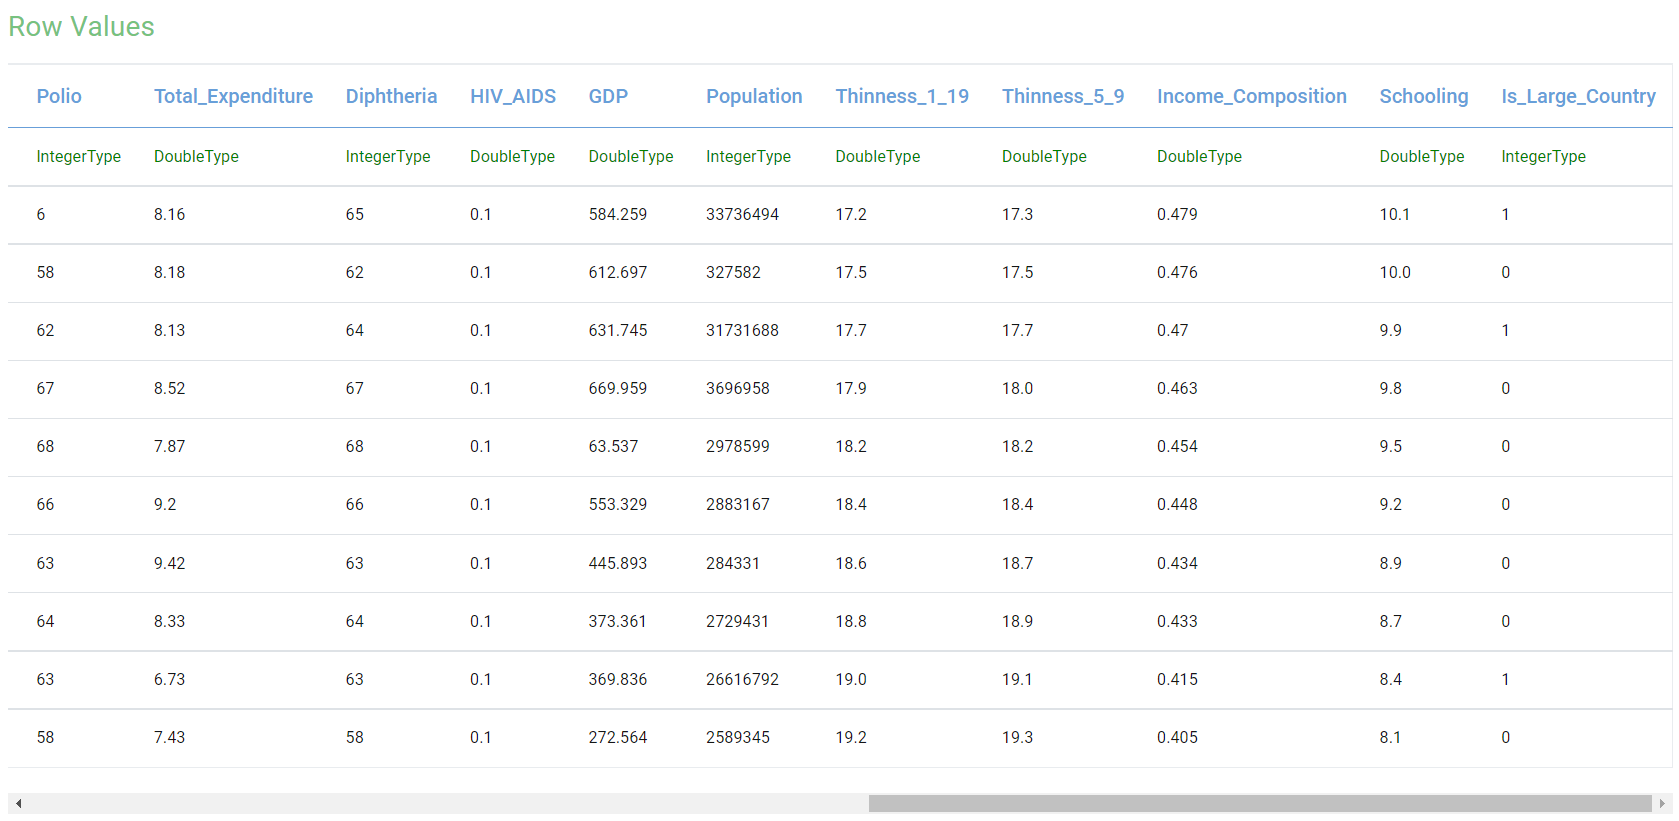 Row Values
Polio Total_Expenditure Diphtheria HIV_AIDS GDP Population Thinness_1_19 Thinness_5_9 Income_Composition Schooling Is_Large_Country
IntegerType DoubleType IntegerType DoubleType DoubleType IntegerType DoubleType DoubleType DoubleType DoubleType IntegerType
6 8.16 65 0.1 584.259 33736494 17.2 17.3 0.479 10.1 1
58 8.18 62 0.1 612.697 327582 17.5 17.5 0.476 10.0 0
62 8.13 64 0.1 631.745 31731688 17.7 17.7 0.47 9.9 1
67 8.52 67 0.1 669.959 3696958 17.9 18.0 0.463 9.8 0
68 7.87 68 0.1 63.537 2978599 18.2 18.2 0.454 9.5 0
66 9.2 66 0.1 553.329 2883167 18.4 18.4 0.448 9.2 0
63 9.42 63 0.1 445.893 284331 18.6 18.7 0.434 8.9 0
64 8.33 64 0.1 373.361 2729431 18.8 18.9 0.433 8.7 0
63 6.73 63 0.1 369.836 26616792 19.0 19.1 0.415 8.4 1
58 7.43 58 0.1 272.564 2589345 19.2 19.3 0.405 8.1 0